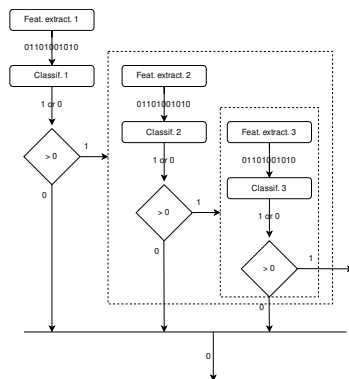 Feat. extract. 1
01101001010
Classif. 1
1 or 0
> 0
1
0
Feat. extract. 2
01101001010
Classif. 2
1 or 0
> 0
1
0
Feat. extract. 3
01101001010
Classif. 3
1 or 0
> 0
1
0
0